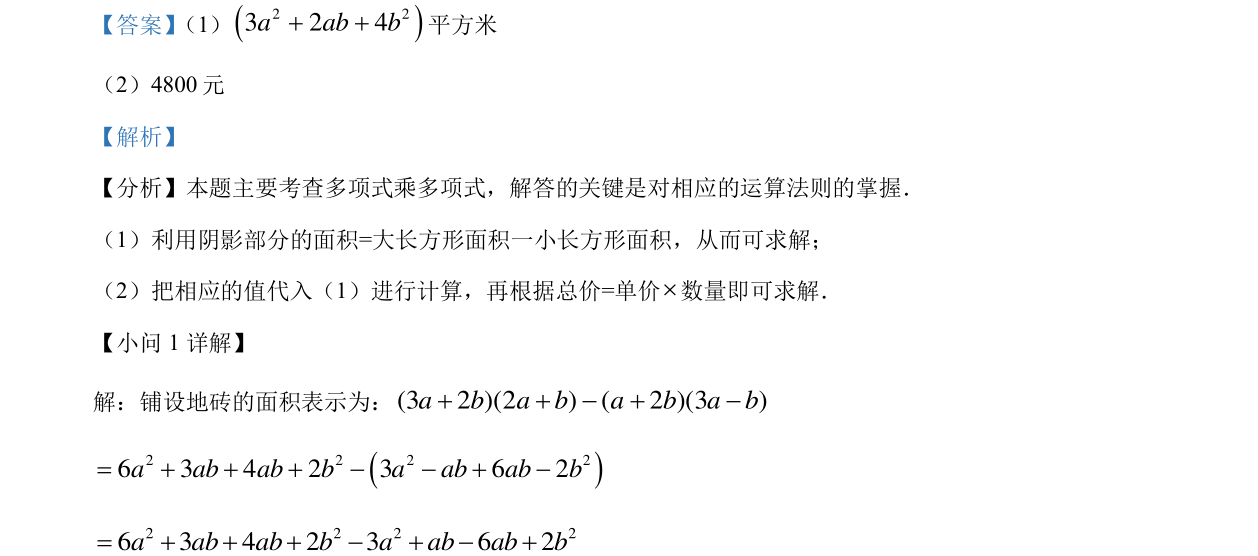 【答案】（1）(3a² + 2ab + 4b²)平方米
（2）4800 元
【解析】
【分析】本题主要考查多项式乘多项式，解答的关键是对相应的运算法则的掌握．
（1）利用阴影部分的面积=大长方形面积一小长方形面积，从而可求解；
（2）把相应的值代入（1）进行计算，再根据总价=单价×数量即可求解．
【小问 1 详解】
解：铺设地砖的面积表示为：(3a + 2b)(2a + b) − (a + 2b)(3a − b)
= 6a² + 3ab + 4ab + 2b² − (3a² − ab + 6ab − 2b²)
= 6a² + 3ab + 4ab + 2b² − 3a² + ab − 6ab + 2b²